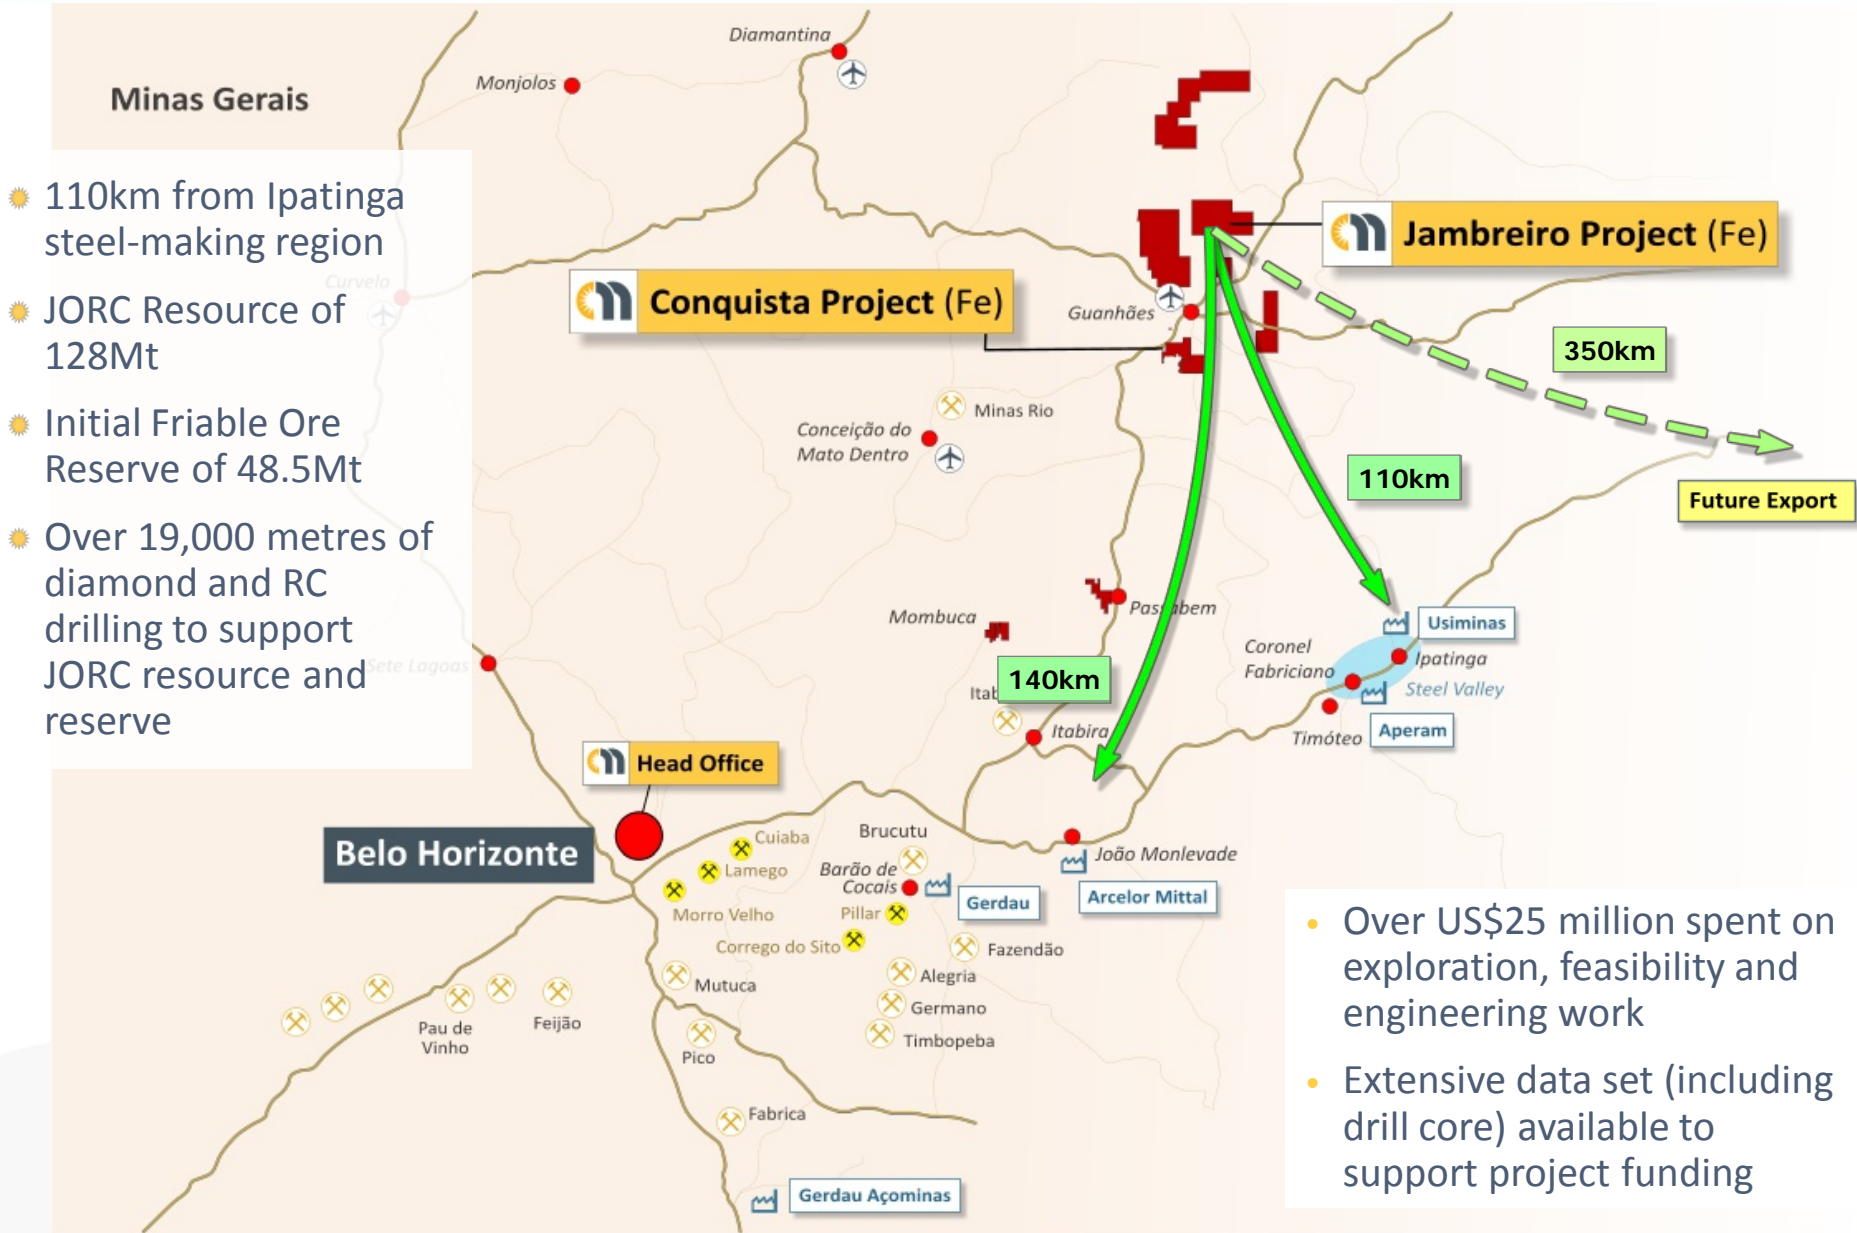 Minas Gerais
110km from Ipatinga
steel-making region
JORC Resource of
128Mt
Initial Friable Ore
Reserve of 48.5Mt
Over 19,000 metres of
diamond and RC
drilling to support
JORC resource and
reserve
Diamantina
Monjolos
Curvelo
Sete Lagoas
Jambreiro Project (Fe)
Conquista Project (Fe)
Guanhães
350km
Minas Rio
Conceição do
Mato Dentro
110km
Future Export
Mombuca
Passabem
Usiminas
Coronel
Fabriciano
Ipatinga
Steel Valley
140km
Itabira
Timóteo
Aperam
Head Office
Belo Horizonte
Cuiaba
Lamego
Morro Velho
Brucutu
Barão de
Cocais
Pillar
Corrego do Sito
Gerdau
João Monlevade
Arcelor Mittal
Fazendão
Alegria
Germano
Timbopeba
Mutuca
Pico
Pau de
Vinho
Feijão
Fabrica
Gerdau Açominas
Over US$25 million spent on
exploration, feasibility and
engineering work
Extensive data set (including
drill core) available to
support project funding